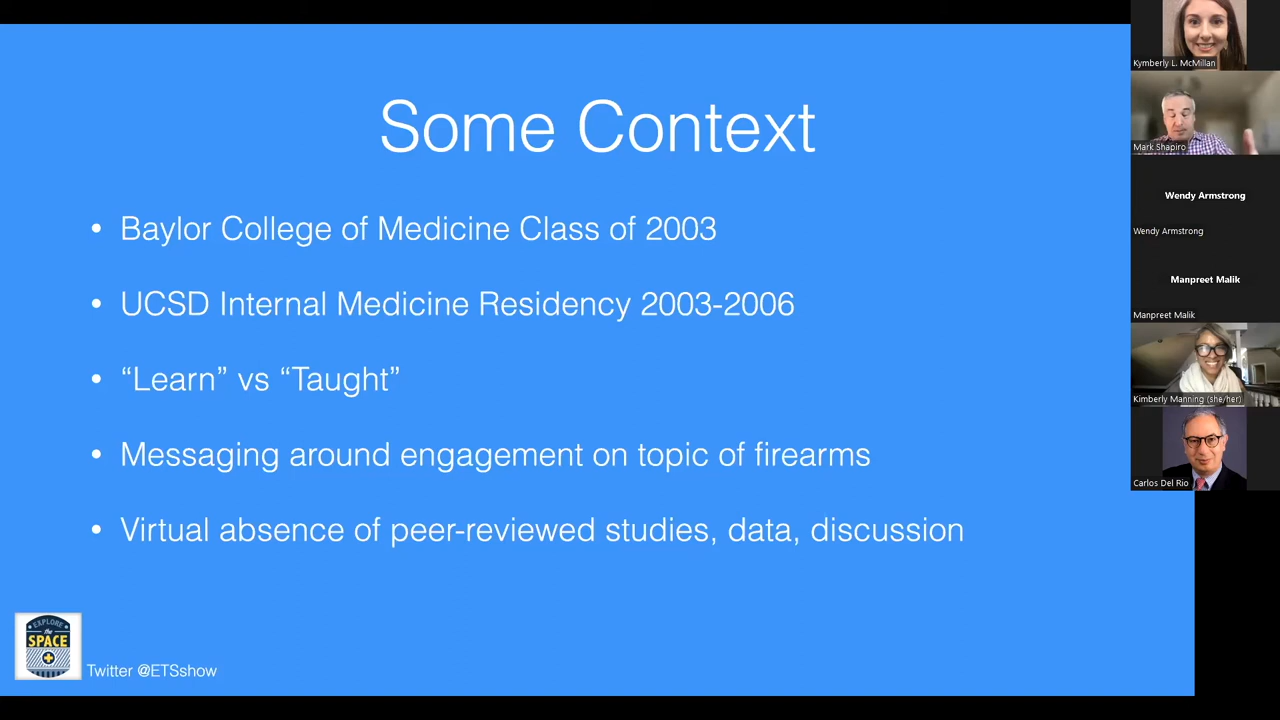 Some Context
• Baylor College of Medicine Class of 2003
• UCSD Internal Medicine Residency 2003-2006
• “Learn” vs “Taught”
• Messaging around engagement on topic of firearms
• Virtual absence of peer-reviewed studies, data, discussion
EXPLORE
the
SPACE
Twitter @ETSshow
Kymberly L. McMillan
Mark Shapiro
Wendy Armstrong
Wendy Armstrong
Manpreet Malik
Manpreet Malik
Kimberly Manning (she/her)
Carlos Del Rio